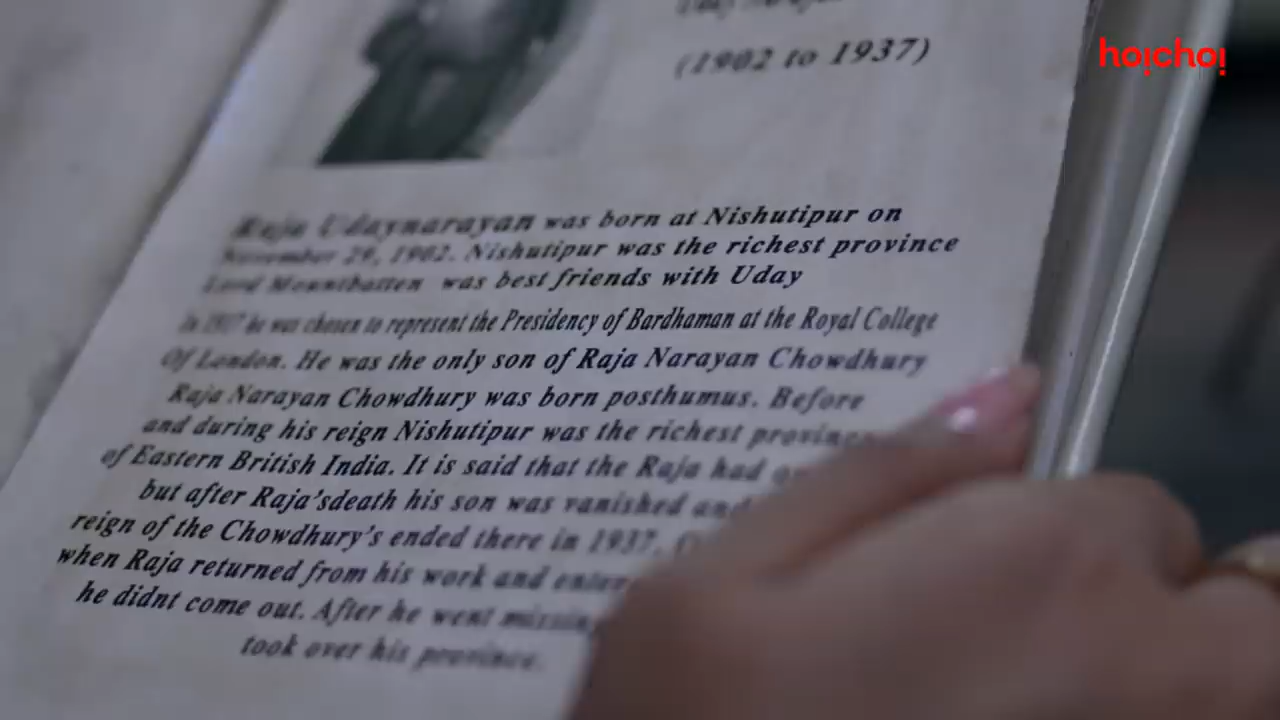 hoichoi
(1902 to 1937)
Raja Udaynarayan was born at Nishutipur on
November 29, 1902. Nishutipur was the richest province
Lord Mountbatten was best friends with Uday
In 1937 he was chosen to represent the Presidency of Bardhaman at the Royal College
Of London. He was the only son of Raja Narayan Chowdhury
Raja Narayan Chowdhury was born posthumus. Before
and during his reign Nishutipur was the richest province
of Eastern British India. It is said that the Raja had
but after Raja'sdeath his son was vanished and
reign of the Chowdhury's ended there in 1937.
when Raja returned from his work and
he didnt come out. After he went missing
took over his province.